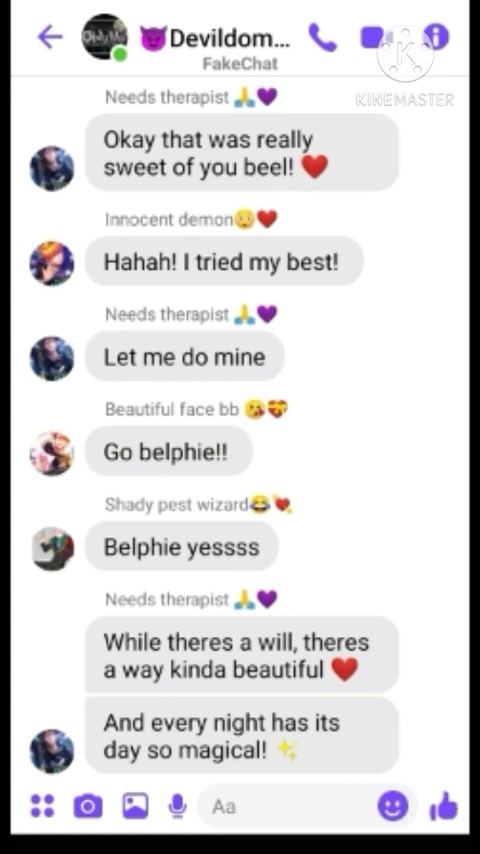 😈Devildom...
FakeChat
K
KINEMASTER
Needs therapist 🙏💜
Okay that was really
sweet of you beel! ❤️
Innocent demon😳❤️
Hahah! I tried my best!
Needs therapist 🙏💜
Let me do mine
Beautiful face bb 😘💝
Go belphie!!
Shady pest wizard😂💘
Belphie yessss
Needs therapist 🙏💜
While theres a will, theres
a way kinda beautiful ❤️
And every night has its
day so magical! ✨
Aa